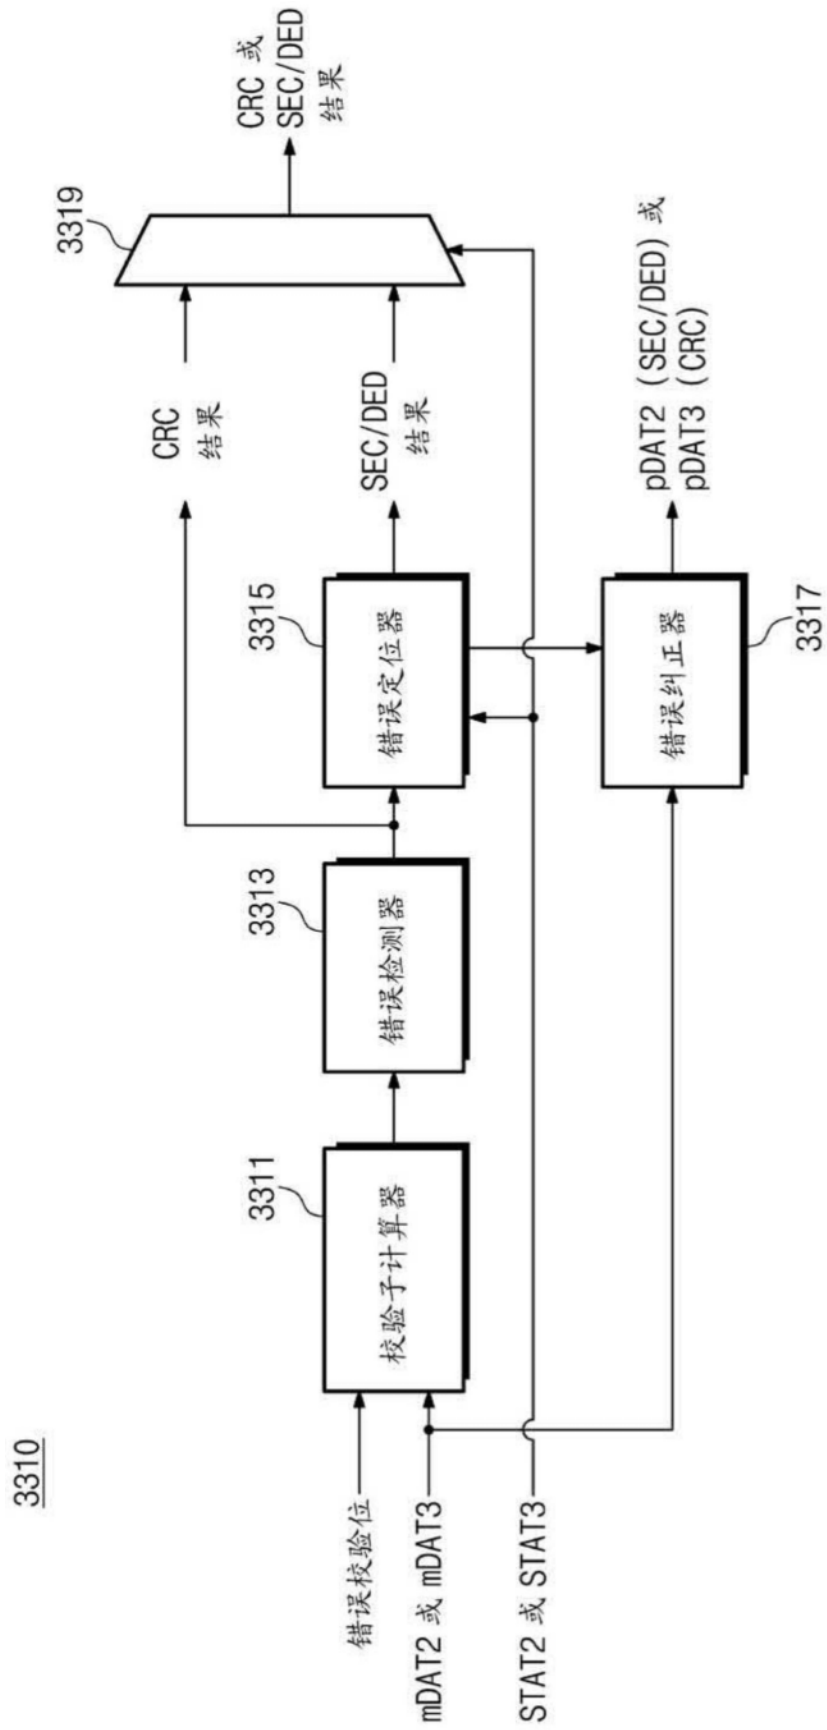 3310
错误校验位
mDAT2 或 mDAT3
STAT2 或 STAT3
3311
校验子计算器
3313
错误检测器
3315
错误定位器
3317
错误纠正器
CRC
结果
SEC/DED
结果
3319
CRC 或
SEC/DED
结果
pDAT2 (SEC/DED) 或
pDAT3 (CRC)